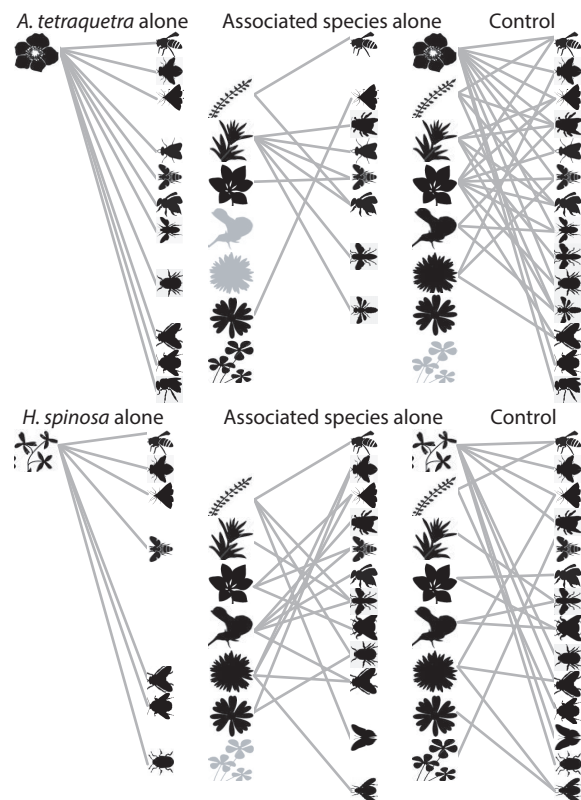 A. tetraquetra alone Associated species alone Control
H. spinosa alone Associated species alone Control